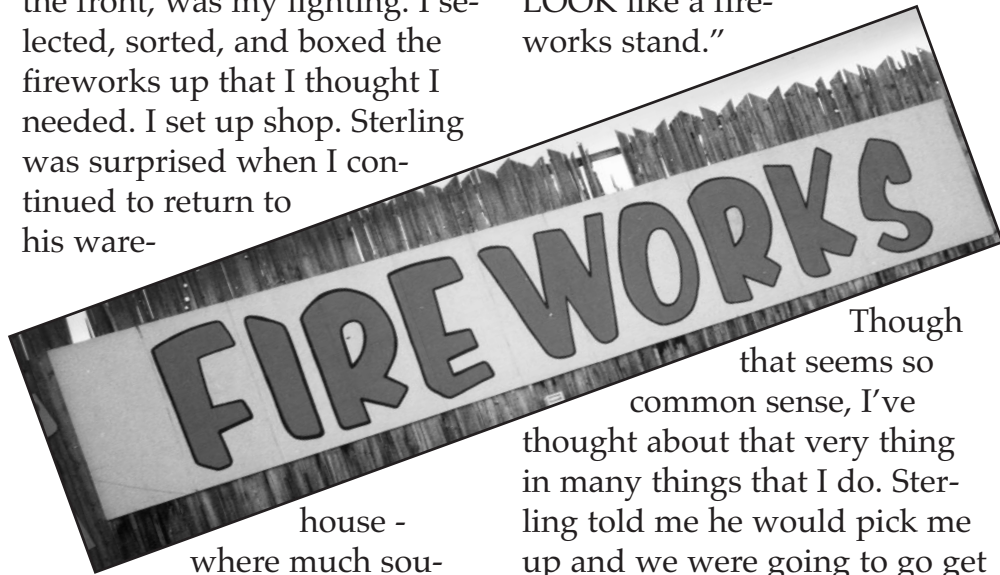 the front, was my lighting. I se-
lected, sorted, and boxed the
fireworks up that I thought I
needed. I set up shop. Sterling
was surprised when I con-
tinued to return to
his ware-
house -
where much sou-
LOOK like a fire-
works stand.”
FIREWORKS
Though
that seems so
common sense, I’ve
thought about that very thing
in many things that I do. Ster-
ling told me he would pick me
up and we were going to go get